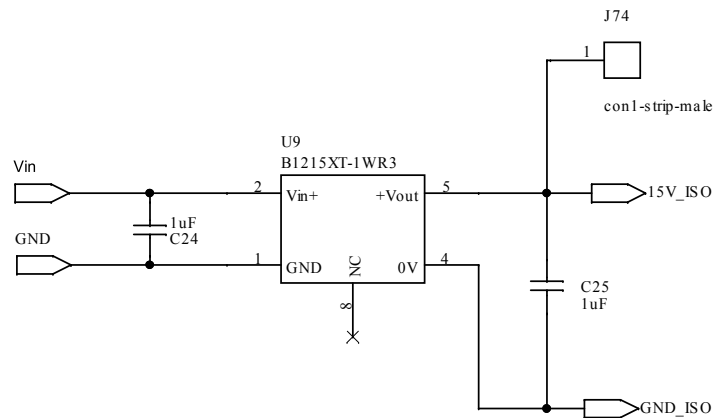 J74
1
con1-strip-male
U9
B1215XT-1WR3
Vin
2
Vin+
+Vout
5
15V_ISO
1uF
C24
GND
1
GND
NC
0V
4
8
C25
1uF
GND_ISO